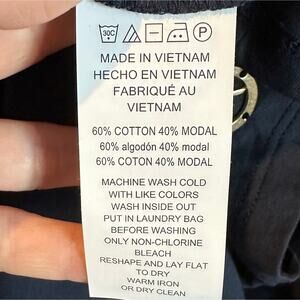 30C P
MADE IN VIETNAM
HECHO EN VIETNAM
FABRIQUÉ AU
VIETNAM
60% COTTON 40% MODAL
60% algodón 40% modal
60% COTON 40% MODAL
MACHINE WASH COLD
WITH LIKE COLORS
WASH INSIDE OUT
PUT IN LAUNDRY BAG
BEFORE WASHING
ONLY NON-CHLORINE
BLEACH
RESHAPE AND LAY FLAT
TO DRY
WARM IRON
OR DRY CLEAN